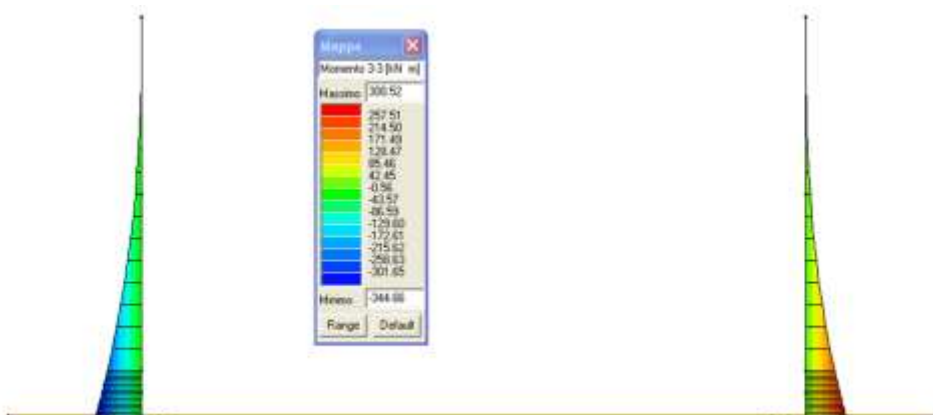 Mappa
Momento 3-3 [kN m]
Massimo 300.52
257.51
214.50
171.49
128.47
85.46
42.45
-0.56
-43.57
-86.59
-129.60
-172.61
-215.62
-258.63
-301.65
Minimo -344.66
Range Default